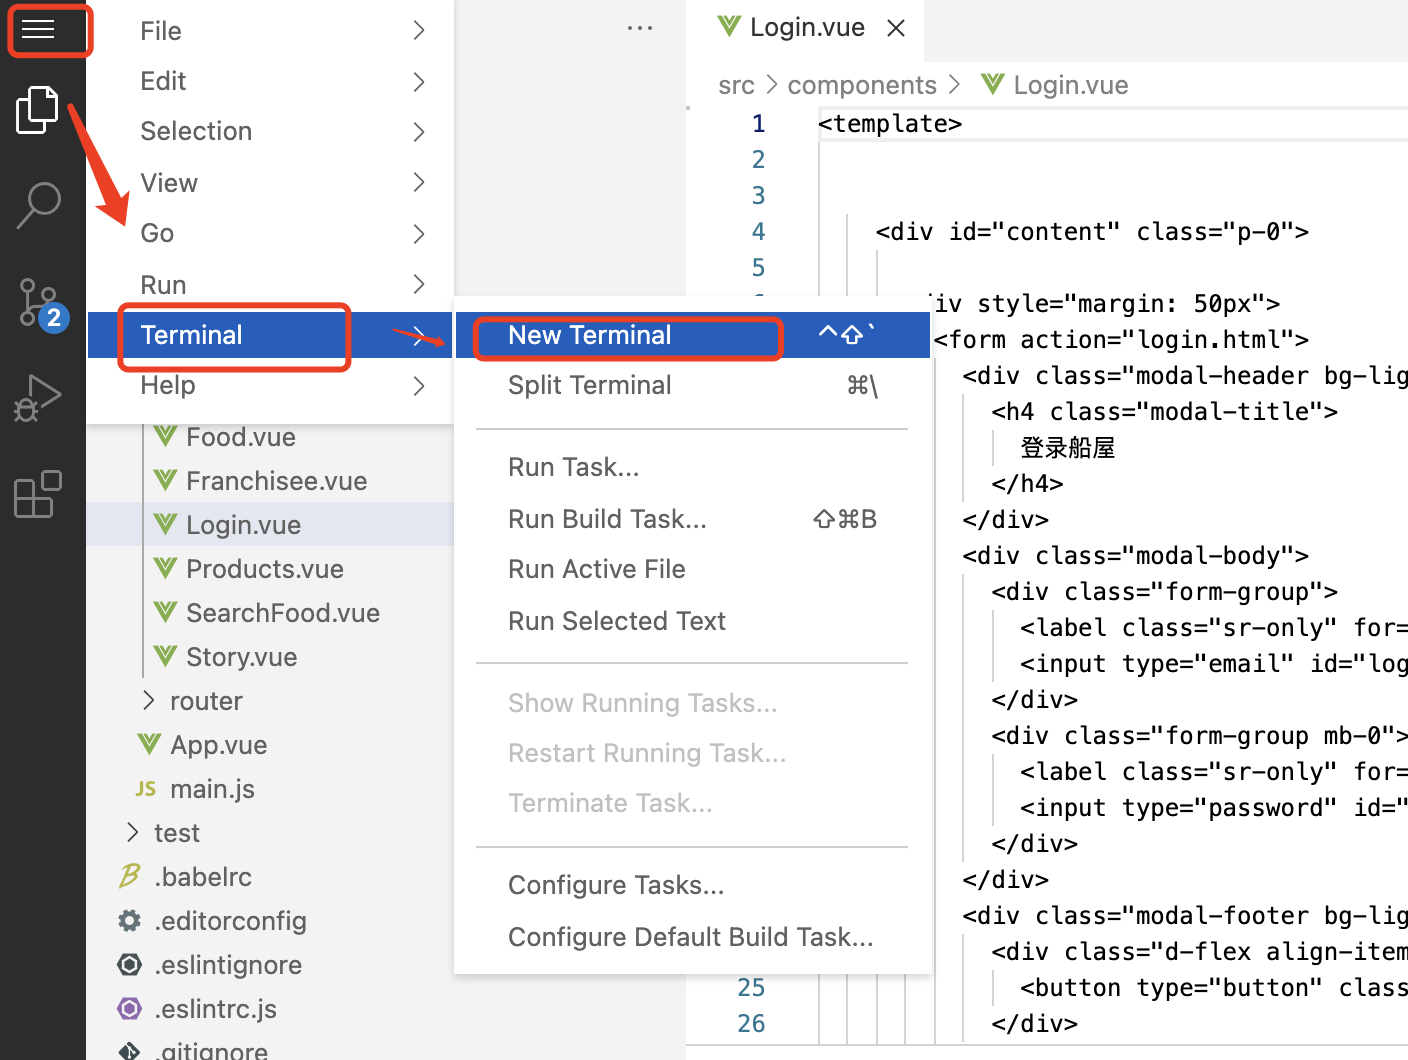 File
Edit
Selection
View
Go
Run
Terminal
Help
2
Food.vue
Franchisee.vue
Login.vue
Products.vue
SearchFood.vue
Story.vue
router
App.vue
JS main.js
test
.babelrc
.editorconfig
.eslintignore
.eslintrc.js
.gitignore
New Terminal ^⇧`
Split Terminal ⌘\
Run Task...
Run Build Task... ⇧⌘B
Run Active File
Run Selected Text
Show Running Tasks...
Restart Running Task...
Terminate Task...
Configure Tasks...
Configure Default Build Task...
...
Login.vue ×
src > components > Login.vue
1 <template>
2
3
4 <div id="content" class="p-0">
5
iv style="margin: 50px">
<form action="login.html">
<div class="modal-header bg-lig
<h4 class="modal-title">
登录船屋
</h4>
</div>
<div class="modal-body">
<div class="form-group">
<label class="sr-only" for=
<input type="email" id="log
</div>
<div class="form-group mb-0">
<label class="sr-only" for=
<input type="password" id="
</div>
</div>
<div class="modal-footer bg-lig
<div class="d-flex align-item
25 <button type="button" class
26 </div>